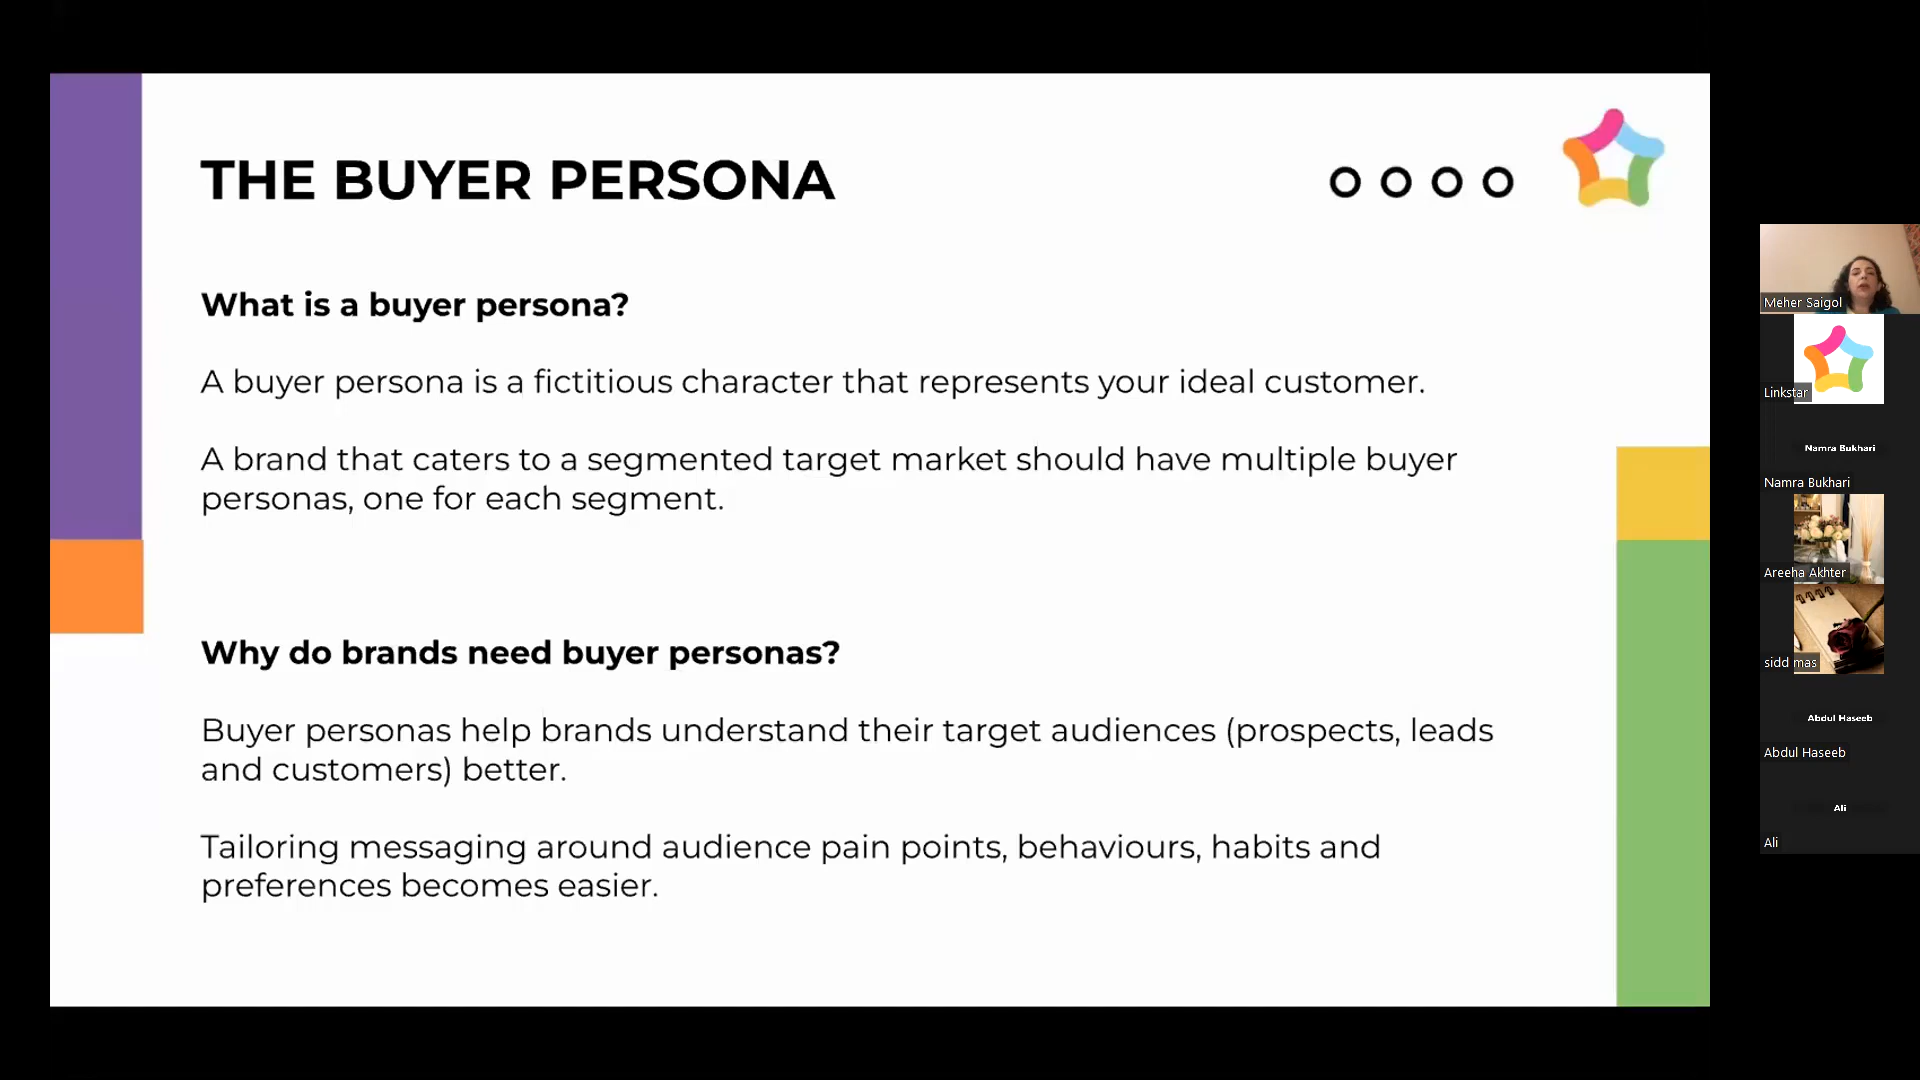 THE BUYER PERSONA
What is a buyer persona?
A buyer persona is a fictitious character that represents your ideal customer.
A brand that caters to a segmented target market should have multiple buyer
personas, one for each segment.
Why do brands need buyer personas?
Buyer personas help brands understand their target audiences (prospects, leads
and customers) better.
Tailoring messaging around audience pain points, behaviours, habits and
preferences becomes easier.
Meher Saigol
Linkstar
Namra Bukhari
Namra Bukhari
Areeha Akhter
sidd mas
Abdul Haseeb
Abdul Haseeb
Ali
Ali